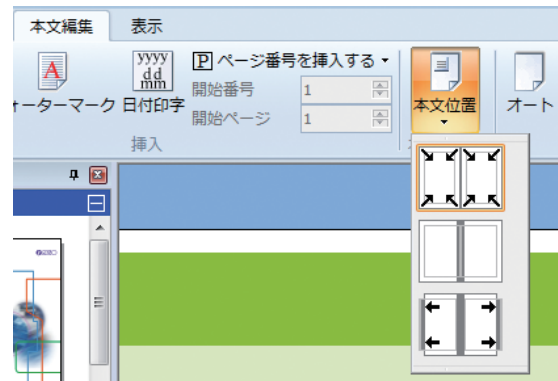 本文編集 表示
ォーターマーク
yyyy
dd
mm
日付印字
P ページ番号を挿入する
開始番号 1
開始ページ 1
挿入
本文位置
オート